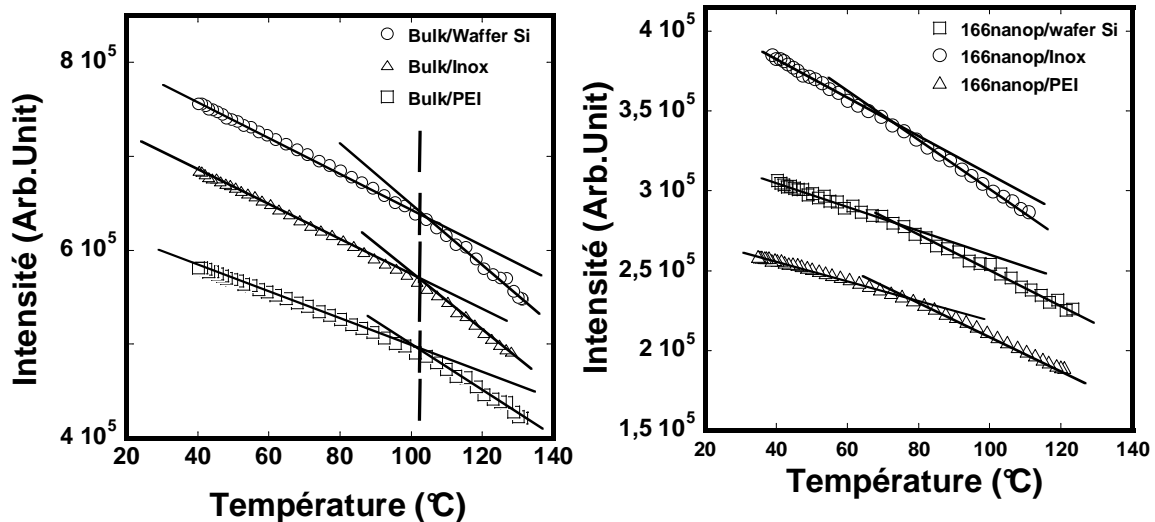 Intensité (Arb.Unit)
8 10⁵
6 10⁵
4 10⁵
Bulk/Waffer Si
Bulk/Inox
Bulk/PEI
20 40 60 80 100 120 140
Température (°C)
Intensité (Arb.Unit)
4 10⁵
3,5 10⁵
3 10⁵
2,5 10⁵
2 10⁵
1,5 10⁵
166nanop/wafer Si
166nanop/Inox
166nanop/PEI
20 40 60 80 100 120 140
Température (°C)